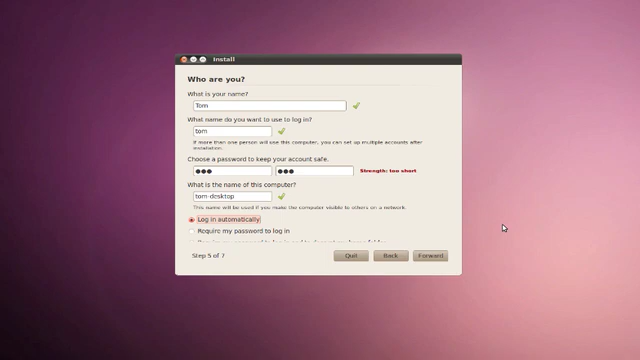 Install
Who are you?
What is your name?
Tom
What name do you want to use to log in?
tom
If more than one person will use this computer, you can set up multiple accounts after
installation.
Choose a password to keep your account safe.
Strength: too short
What is the name of this computer?
tom-desktop
This name will be used if you make the computer visible to others on a network.
Log in automatically
Require my password to log in
Step 5 of 7
Quit Back Forward